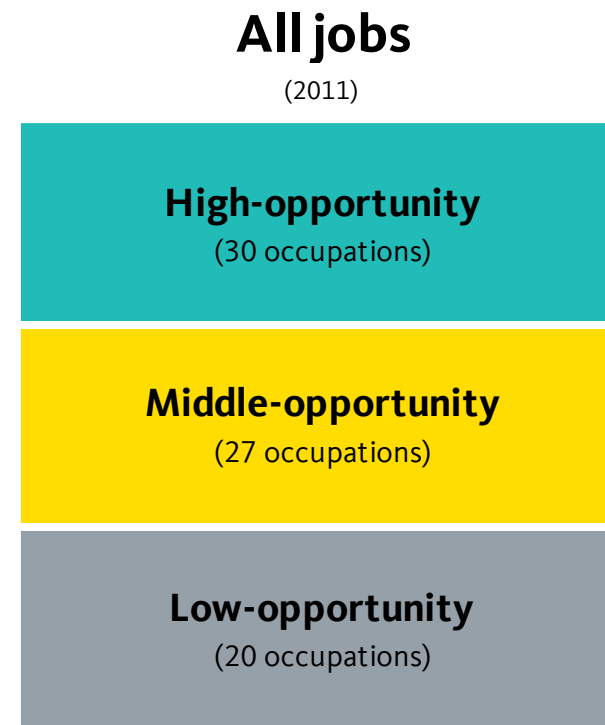 All jobs
(2011)
High-opportunity
(30 occupations)
Middle-opportunity
(27 occupations)
Low-opportunity
(20 occupations)